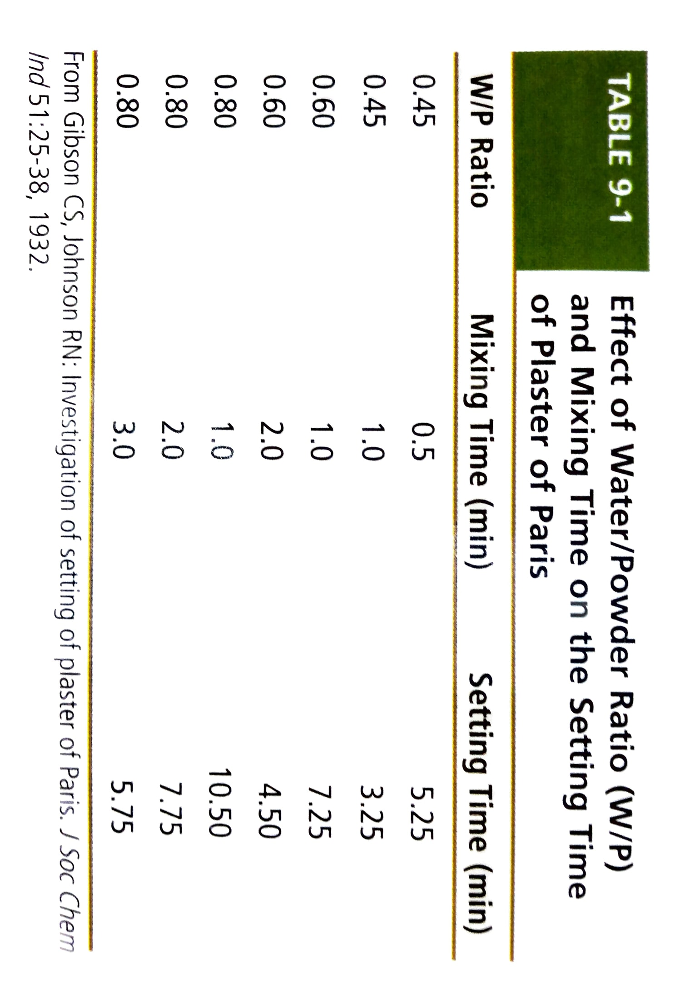 TABLE 9-1
Effect of Water/Powder Ratio (W/P)
and Mixing Time on the Setting Time
of Plaster of Paris
W/P Ratio Mixing Time (min) Setting Time (min)
0.45 0.5 5.25
0.45 1.0 3.25
0.60 1.0 7.25
0.60 2.0 4.50
0.80 1.0 10.50
0.80 2.0 7.75
0.80 3.0 5.75
From Gibson CS, Johnson RN: Investigation of setting of plaster of Paris. J Soc Chem
Ind 51:25-38, 1932.